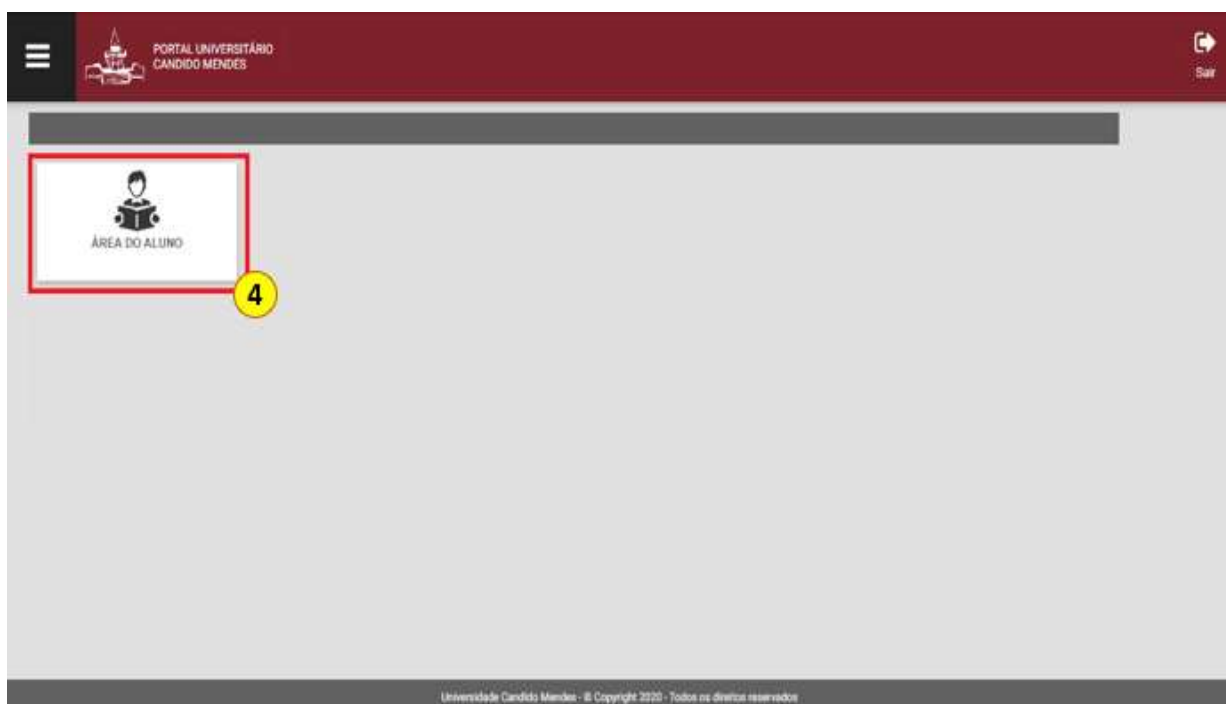 PORTAL UNIVERSITÁRIO
CANDIDO MENDES
Sair
ÁREA DO ALUNO
4
Universidade Candido Mendes - © Copyright 2020 - Todos os direitos reservados